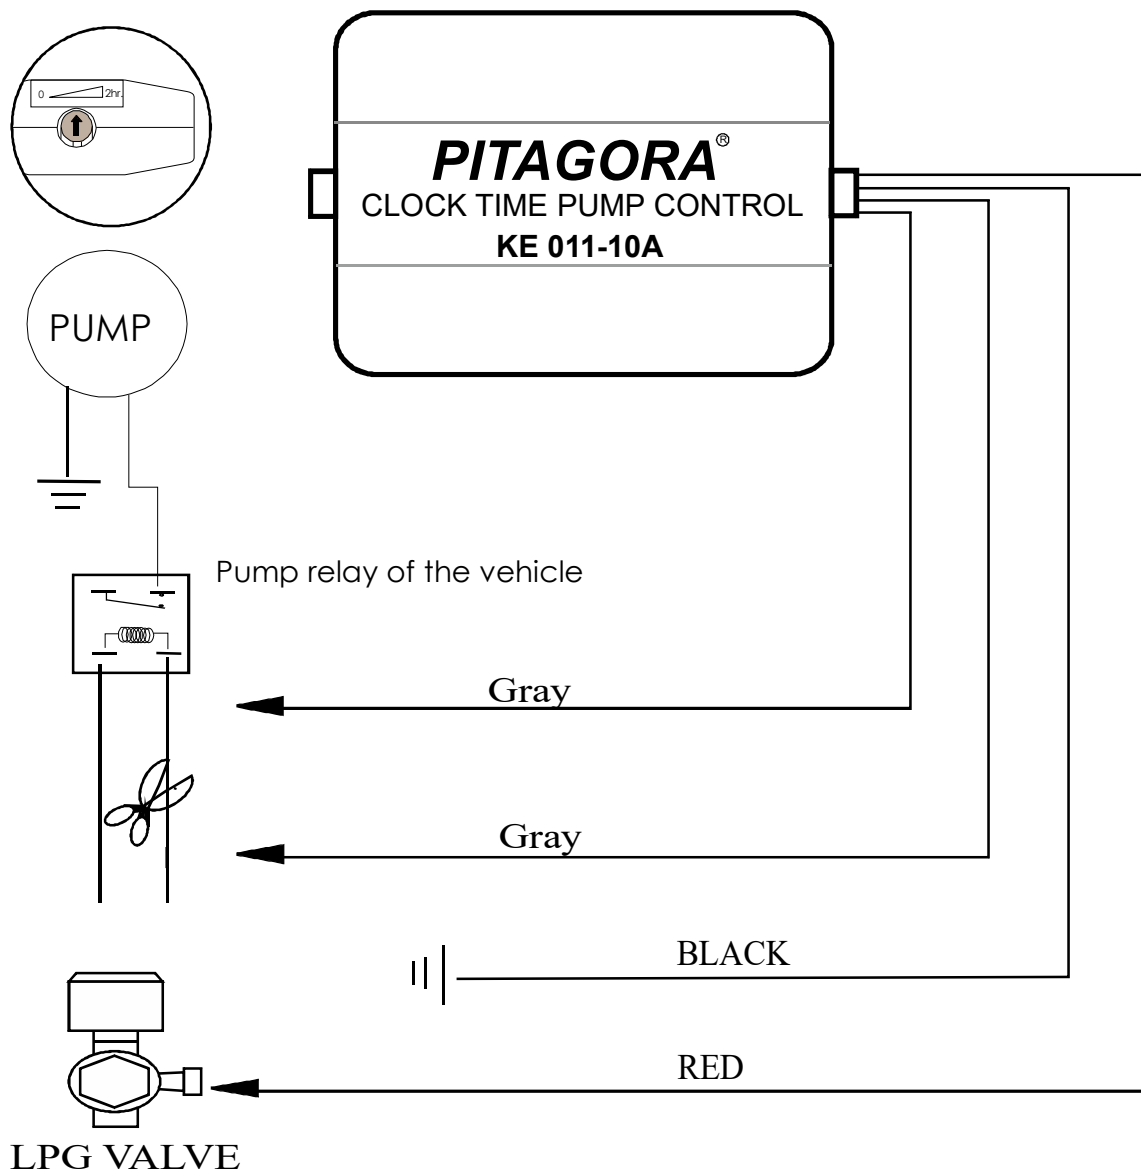 0 2hr.
PITAGORA®
CLOCK TIME PUMP CONTROL
KE 011-10A
PUMP
Pump relay of the vehicle
Gray
Gray
BLACK
RED
LPG VALVE